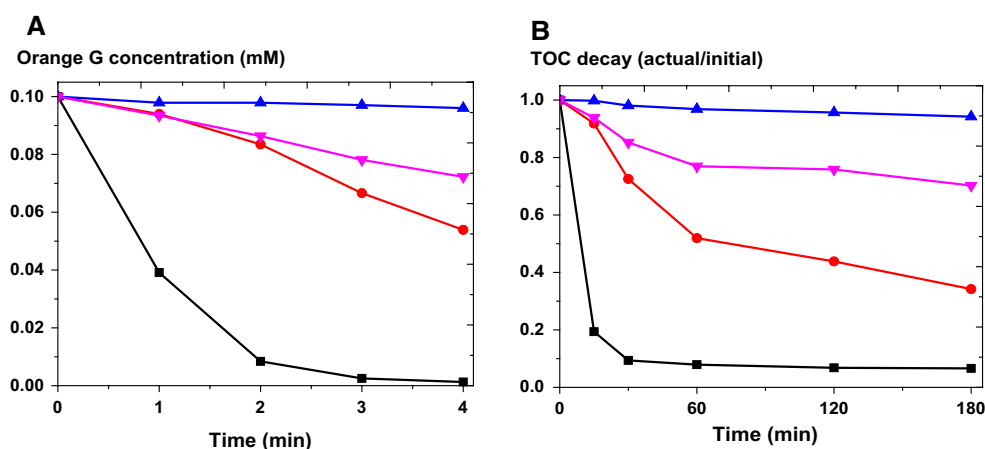 A
Orange G concentration (mM)
0.10
0.08
0.06
0.04
0.02
0.00
0 1 2 3 4
Time (min)
B
TOC decay (actual/initial)
1.0
0.8
0.6
0.4
0.2
0.0
0 60 120 180
Time (min)